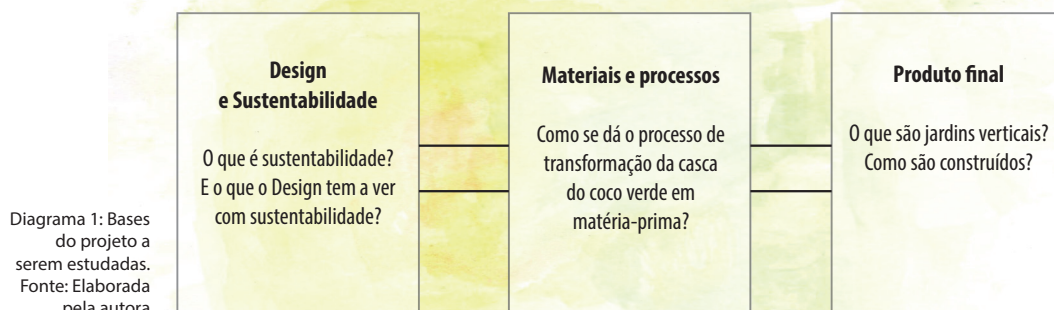 Design
e Sustentabilidade
O que é sustentabilidade?
E o que o Design tem a ver
com sustentabilidade?
Materiais e processos
Como se dá o processo de
transformação da casca
do coco verde em
matéria-prima?
Produto final
O que são jardins verticais?
Como são construídos?
Diagrama 1: Bases
do projeto a
serem estudadas.
Fonte: Elaborada
pela autora